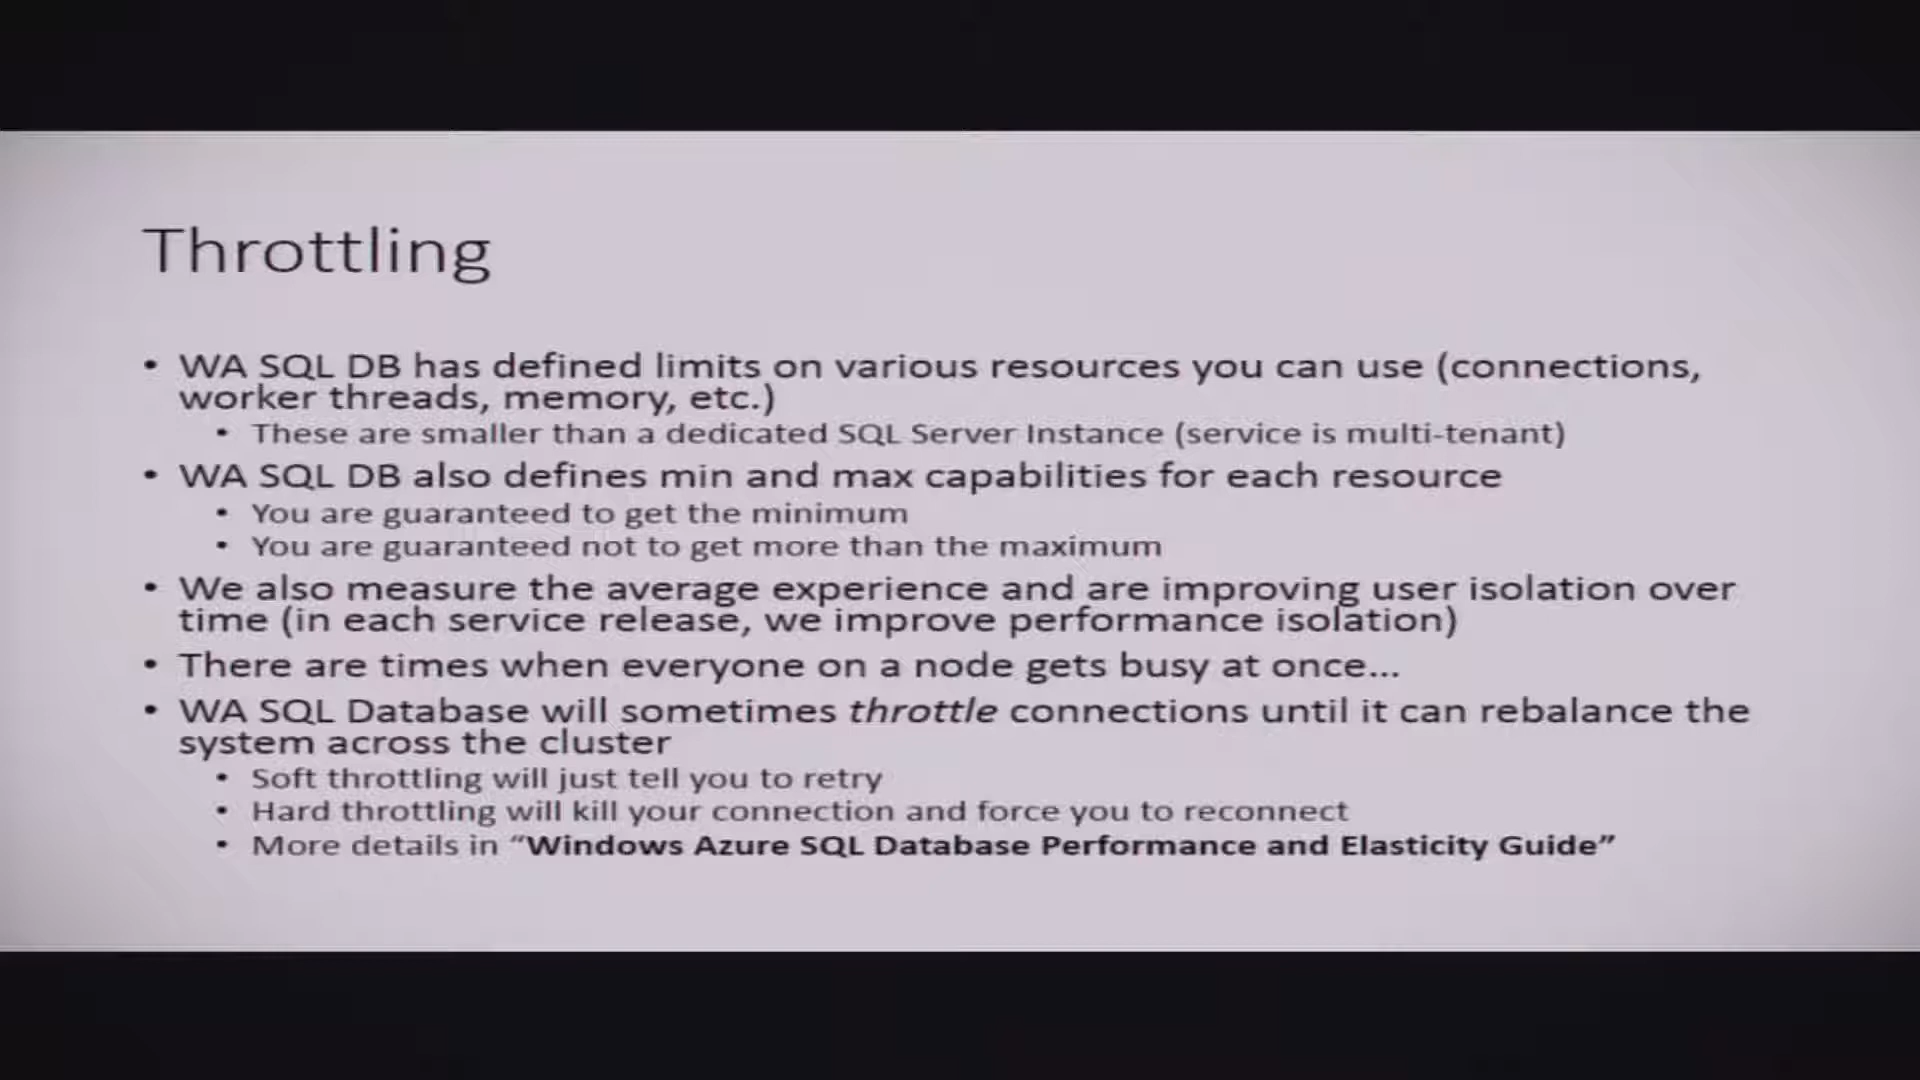 Throttling
• WA SQL DB has defined limits on various resources you can use (connections,
worker threads, memory, etc.)
• These are smaller than a dedicated SQL Server Instance (service is multi-tenant)
• WA SQL DB also defines min and max capabilities for each resource
• You are guaranteed to get the minimum
• You are guaranteed not to get more than the maximum
• We also measure the average experience and are improving user isolation over
time (in each service release, we improve performance isolation)
• There are times when everyone on a node gets busy at once...
• WA SQL Database will sometimes throttle connections until it can rebalance the
system across the cluster
• Soft throttling will just tell you to retry
• Hard throttling will kill your connection and force you to reconnect
• More details in “Windows Azure SQL Database Performance and Elasticity Guide”